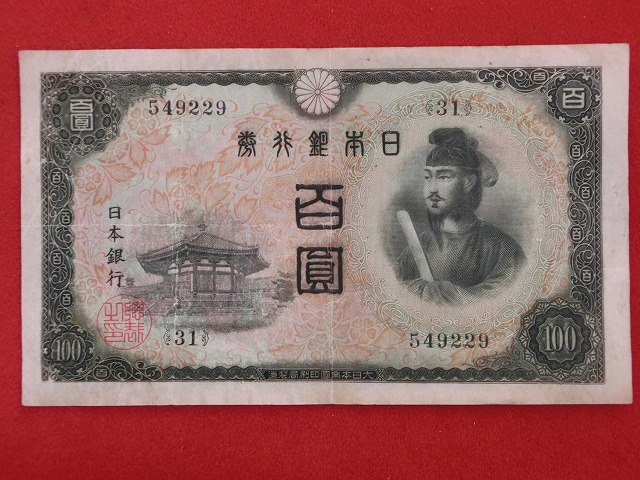 百圓
549229
{31}
百
日本銀行券
百圓
日本銀行
{31}
549229
100
100
大日本帝國印刷局製造